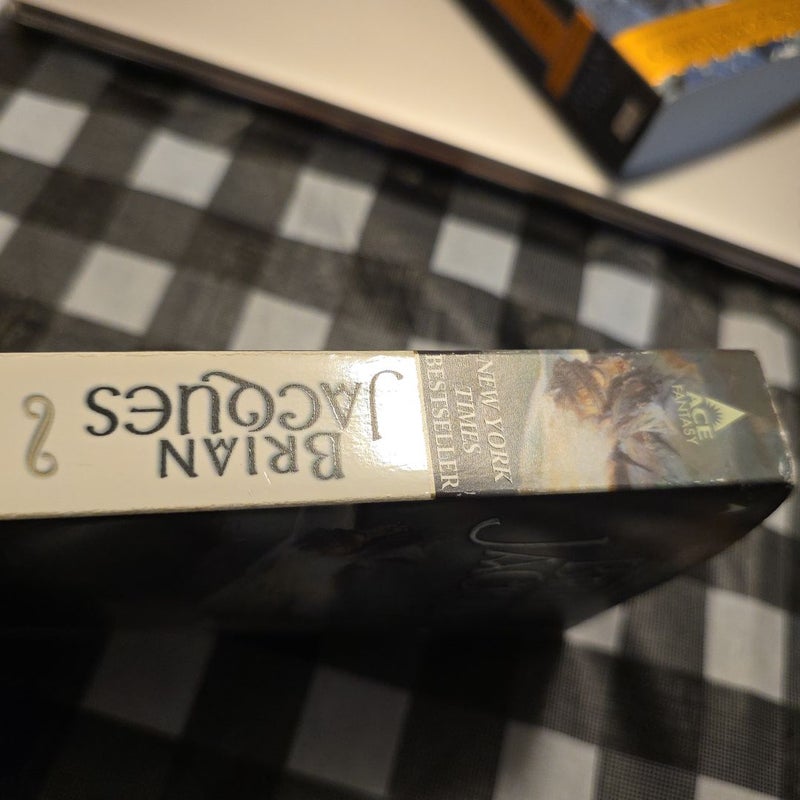 ACE
FANTASY
NEW YORK
TIMES
BESTSELLER
BRIAN
JACQUES